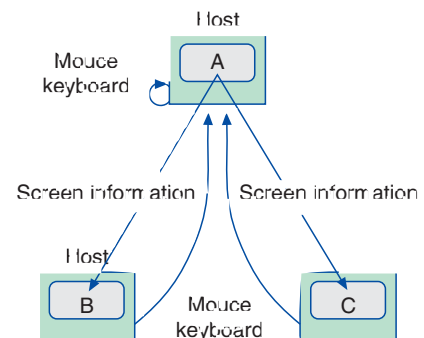 Host
A
Mouce
keyboard
Screen information
Screen information
Host
B
C
Mouce
keyboard